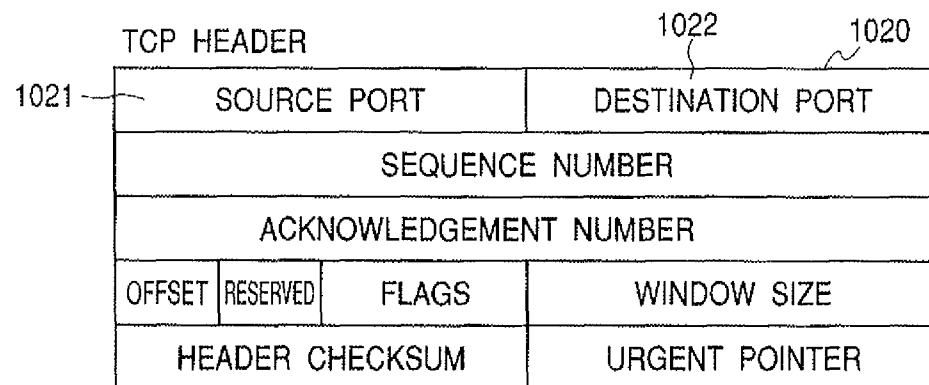 TCP HEADER
1022
1020
1021
SOURCE PORT
DESTINATION PORT
SEQUENCE NUMBER
ACKNOWLEDGEMENT NUMBER
OFFSET
RESERVED
FLAGS
WINDOW SIZE
HEADER CHECKSUM
URGENT POINTER